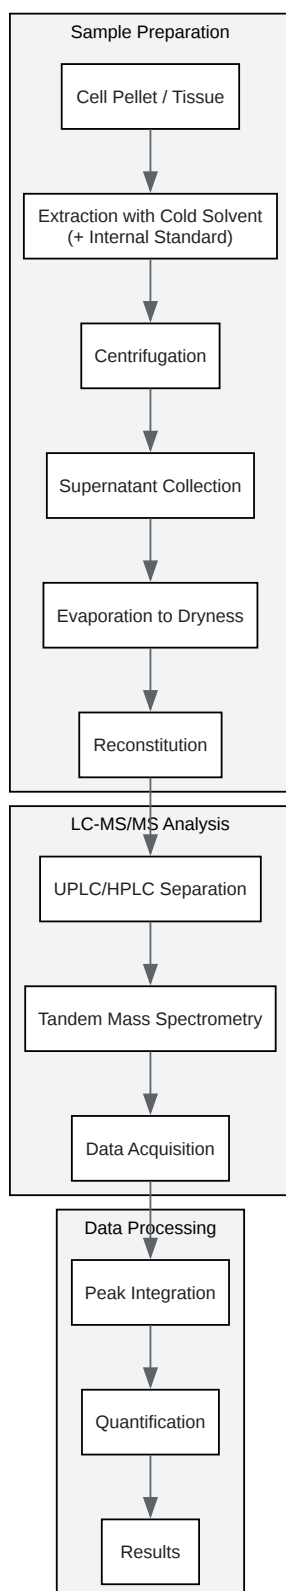 Sample Preparation
Cell Pellet / Tissue
Extraction with Cold Solvent
(+ Internal Standard)
Centrifugation
Supernatant Collection
Evaporation to Dryness
Reconstitution
LC-MS/MS Analysis
UPLC/HPLC Separation
Tandem Mass Spectrometry
Data Acquisition
Data Processing
Peak Integration
Quantification
Results